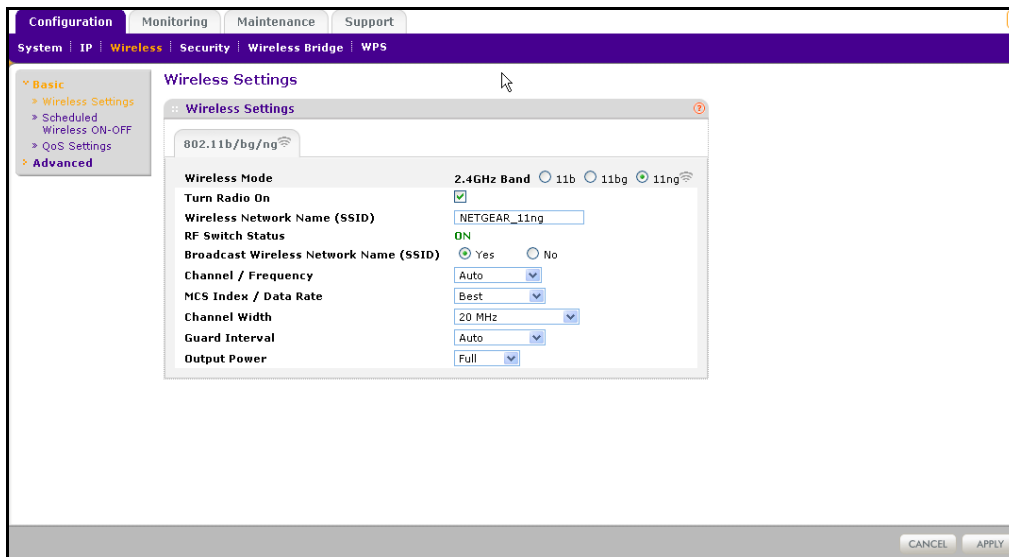 Configuration Monitoring Maintenance Support
System IP Wireless Security Wireless Bridge WPS
Basic
Wireless Settings
Scheduled
Wireless ON-OFF
QoS Settings
Advanced
Wireless Settings
Wireless Settings ?
802.11b/bg/ng
Wireless Mode 2.4GHz Band 11b 11bg 11ng
Turn Radio On
Wireless Network Name (SSID) NETGEAR_11ng
RF Switch Status ON
Broadcast Wireless Network Name (SSID) Yes No
Channel / Frequency Auto
MCS Index / Data Rate Best
Channel Width 20 MHz
Guard Interval Auto
Output Power Full
CANCEL APPLY